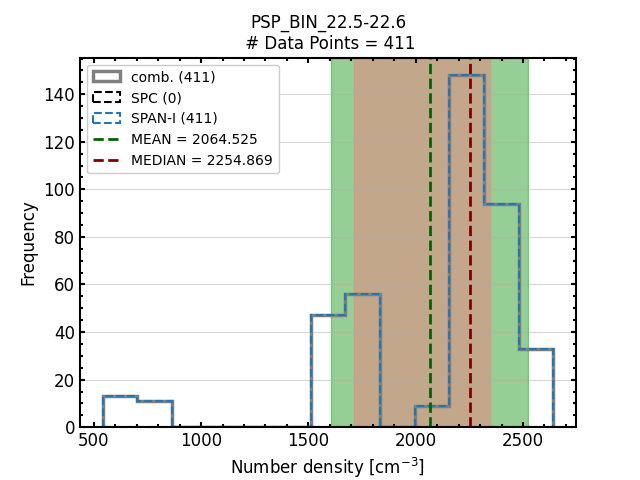 PSP_BIN_22.5-22.6
# Data Points = 411
comb. (411)
SPC (0)
SPAN-I (411)
MEAN = 2064.525
MEDIAN = 2254.869
140
120
100
80
60
40
20
0
Frequency
500 1000 1500 2000 2500
Number density [cm⁻³]